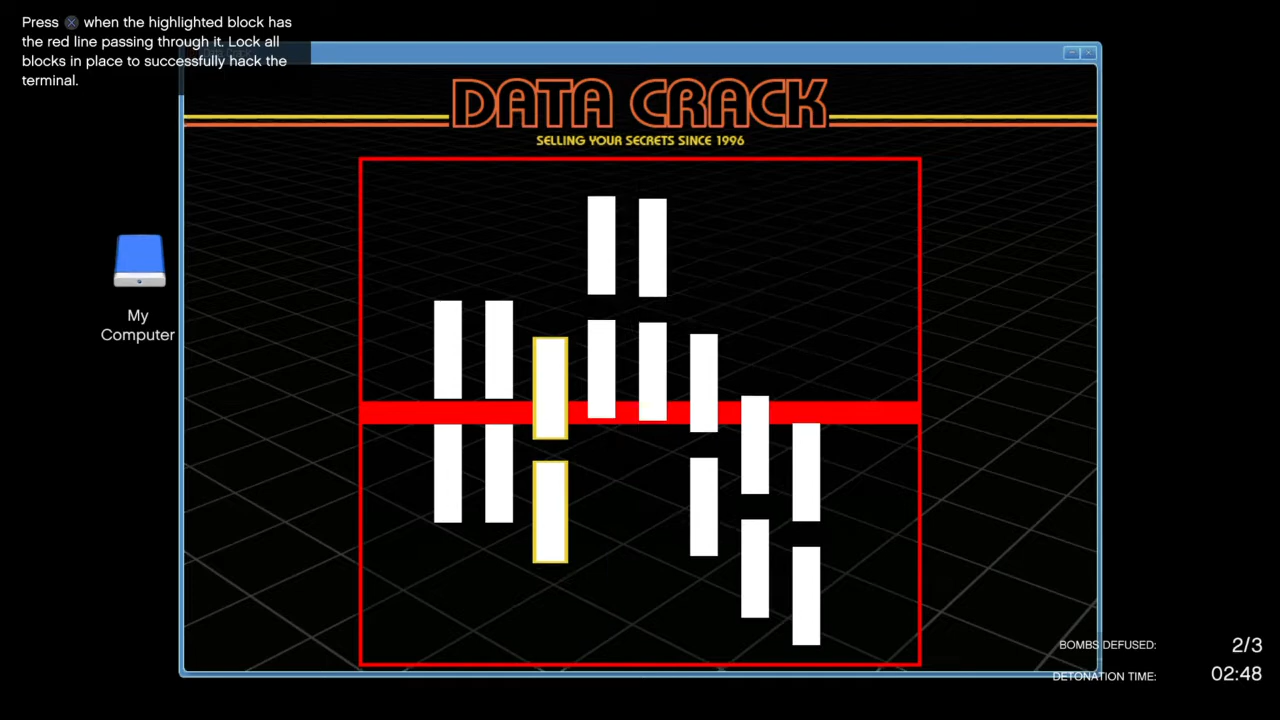 Press ⓧ when the highlighted block has
the red line passing through it. Lock all
blocks in place to successfully hack the
terminal.
DATA CRACK
SELLING YOUR SECRETS SINCE 1996
My
Computer
BOMBS DEFUSED: 2/3
DETONATION TIME: 02:48